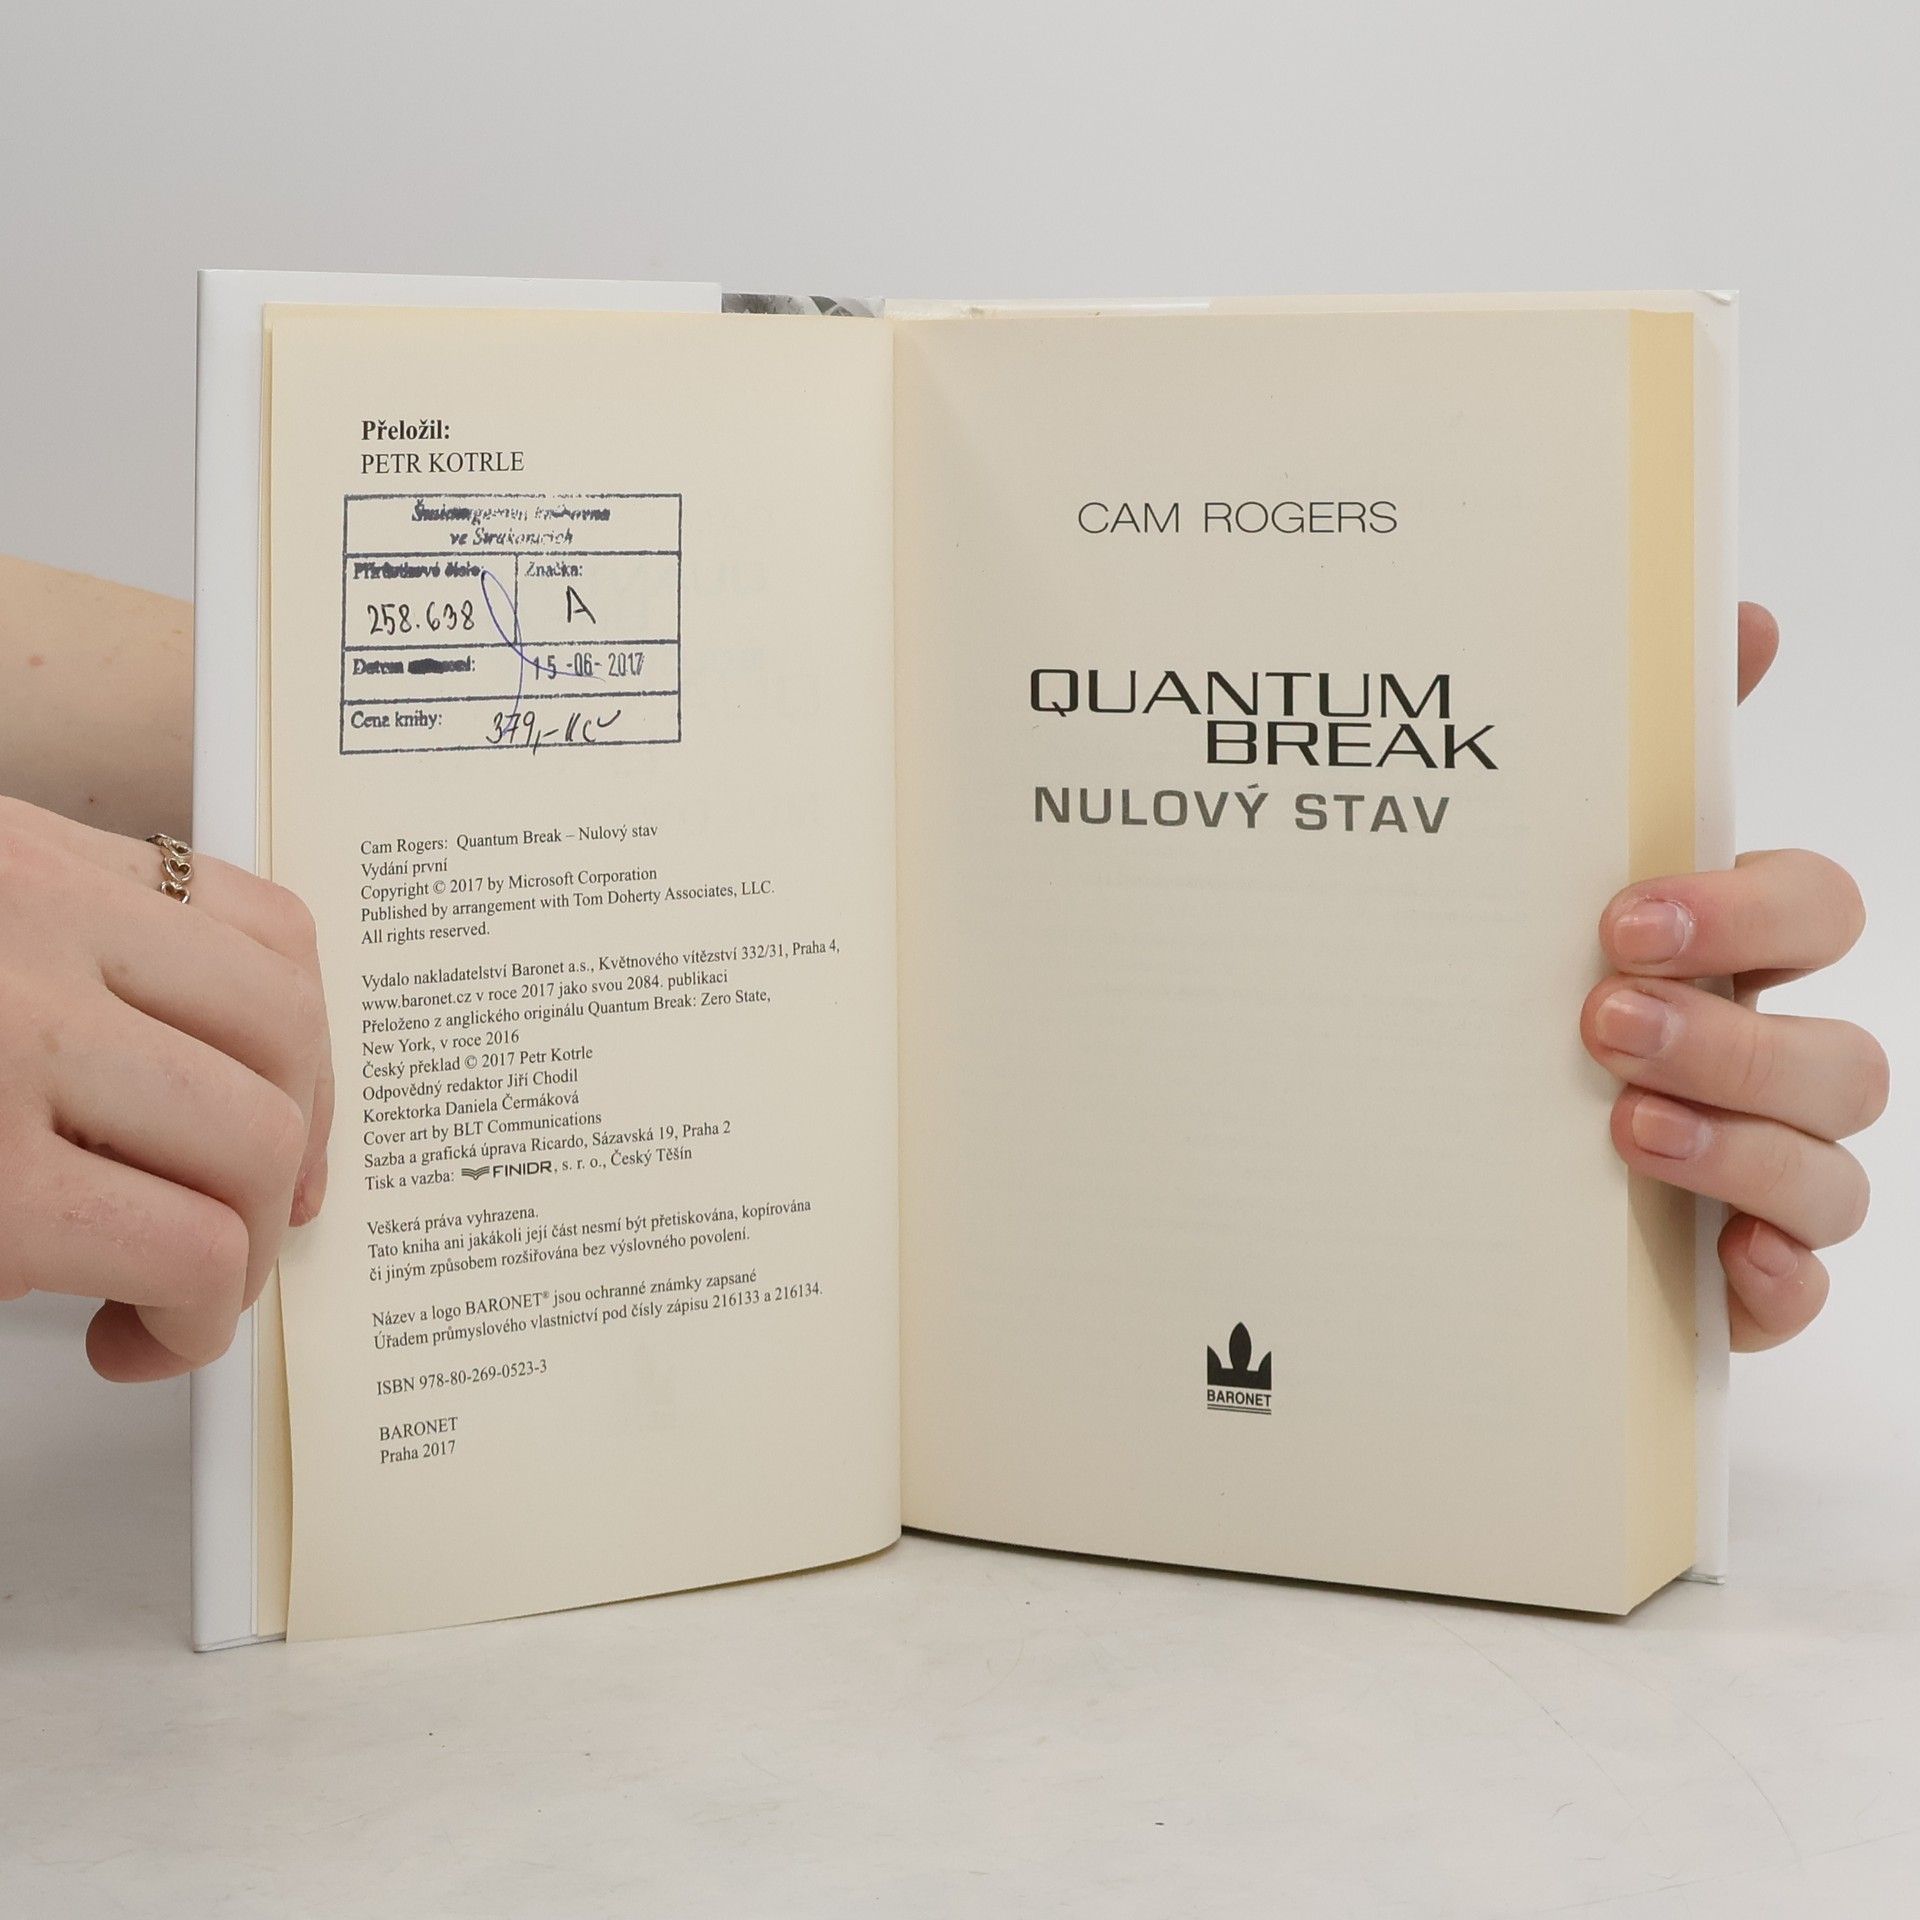 Přeložil:
PETR KOTRLE
knihovna
ve Strakonicích
Přírůstkové číslo:
Značka:
258.638
A
Datum
15 -06- 2017
Cena knihy:
379,- Kč
Cam Rogers: Quantum Break – Nulový stav
Vydání první
Copyright © 2017 by Microsoft Corporation
Published by arrangement with Tom Doherty Associates, LLC.
All rights reserved.
Vydalo nakladatelství Baronet a.s., Květnového vítězství 332/31, Praha 4,
www.baronet.cz v roce 2017 jako svou 2084. publikaci
Přeloženo z anglického originálu Quantum Break: Zero State,
New York, v roce 2016
Český překlad © 2017 Petr Kotrle
Odpovědný redaktor Jiří Chodil
Korektorka Daniela Čermáková
Cover art by BLT Communications
Sazba a grafická úprava Ricardo, Sázavská 19, Praha 2
Tisk a vazba: FINIDR, s. r. o., Český Těšín
Veškerá práva vyhrazena.
Tato kniha ani jakákoli její část nesmí být přetiskována, kopírována
či jiným způsobem rozšiřována bez výslovného povolení.
Název a logo BARONET® jsou ochranné známky zapsané
Úřadem průmyslového vlastnictví pod čísly zápisu 216133 a 216134.
ISBN 978-80-269-0523-3
BARONET
Praha 2017
CAM ROGERS
QUANTUM
BREAK
NULOVÝ STAV
BARONET